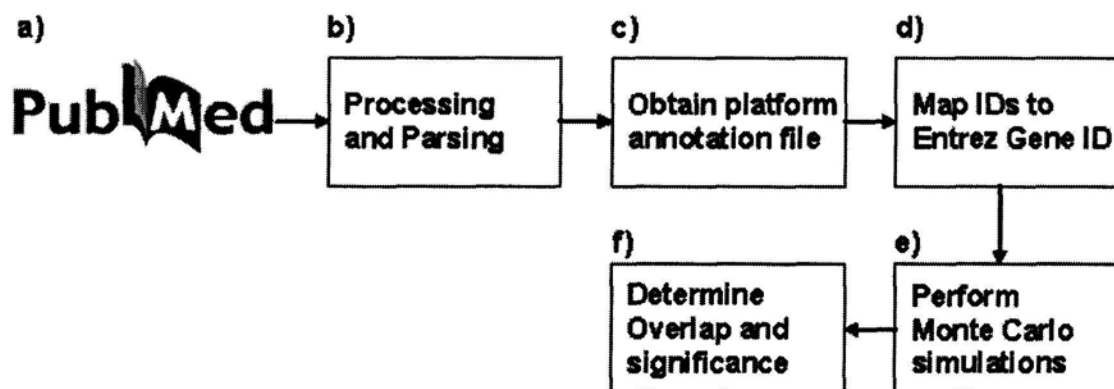 a)
PubMed
b)
Processing
and Parsing
c)
Obtain platform
annotation file
d)
Map IDs to
Entrez Gene ID
e)
Perform
Monte Carlo
simulations
f)
Determine
Overlap and
significance